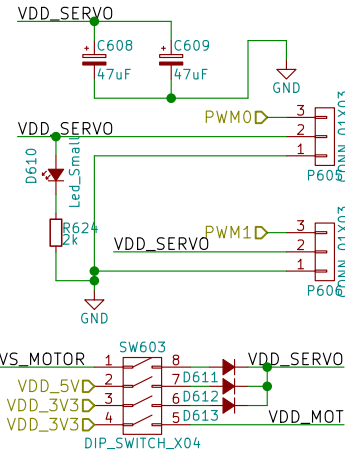 VDD_SERVO
C608 C609
47uF 47uF
GND
PWM0 3
VDD_SERVO 2
1
CONN_01X03
P605
D610
Led_Small
R624
2k
PWM1 3
VDD_SERVO 2
1
CONN_01X03
P606
GND
SW603
VS_MOTOR 1 8 VDD_SERVO
VDD_5V 2 7 D611
VDD_3V3 3 6 D612
VDD_3V3 4 5 D613 VDD_MOT
DIP_SWITCH_X04